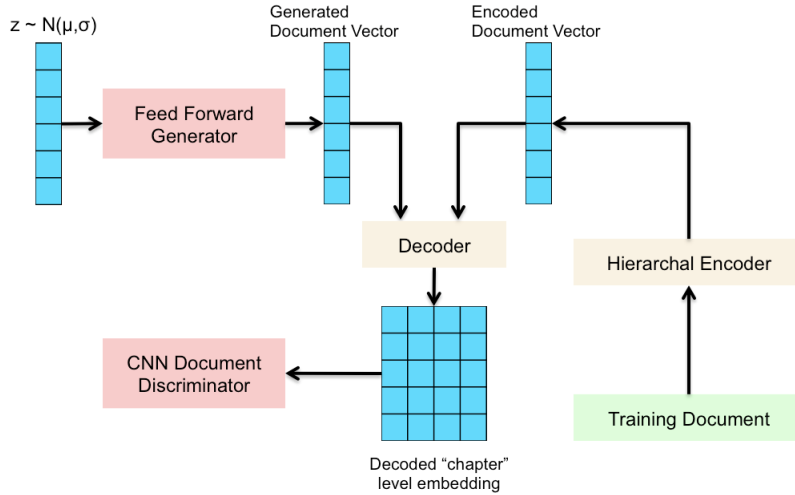 z ~ N(μ,σ)
Generated
Document Vector
Encoded
Document Vector
Feed Forward
Generator
Decoder
Hierarchal Encoder
CNN Document
Discriminator
Training Document
Decoded “chapter”
level embedding